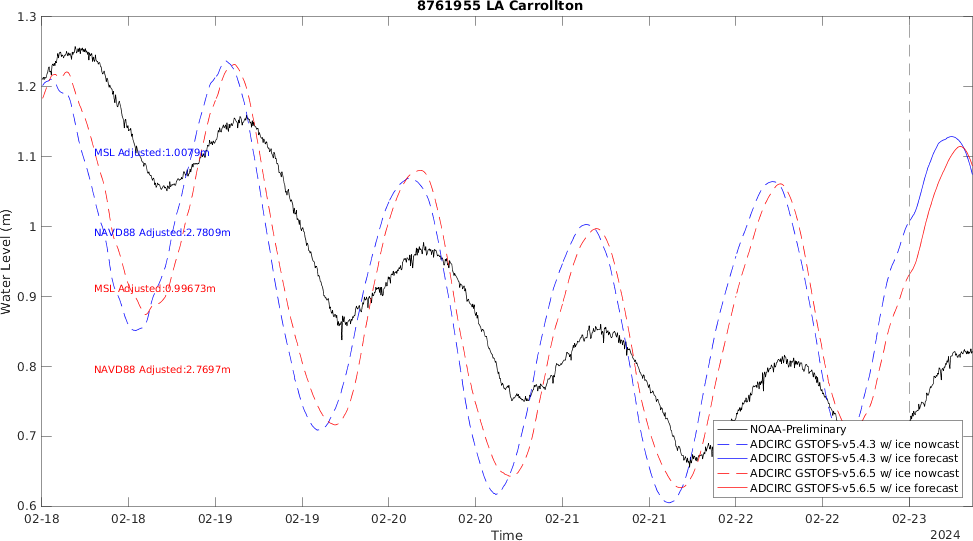 8761955 LA Carrollton
1.3
1.2
1.1
1
0.9
0.8
0.7
0.6
Water Level (m)
MSL Adjusted:1.0079m
NAVD88 Adjusted:2.7809m
MSL Adjusted:0.99673m
NAVD88 Adjusted:2.7697m
NOAA-Preliminary
ADCIRC GSTOFS-v5.4.3 w/ ice nowcast
ADCIRC GSTOFS-v5.4.3 w/ ice forecast
ADCIRC GSTOFS-v5.6.5 w/ ice nowcast
ADCIRC GSTOFS-v5.6.5 w/ ice forecast
02-18 02-18 02-19 02-19 02-20 02-20 02-21 02-21 02-22 02-22 02-23
Time
2024